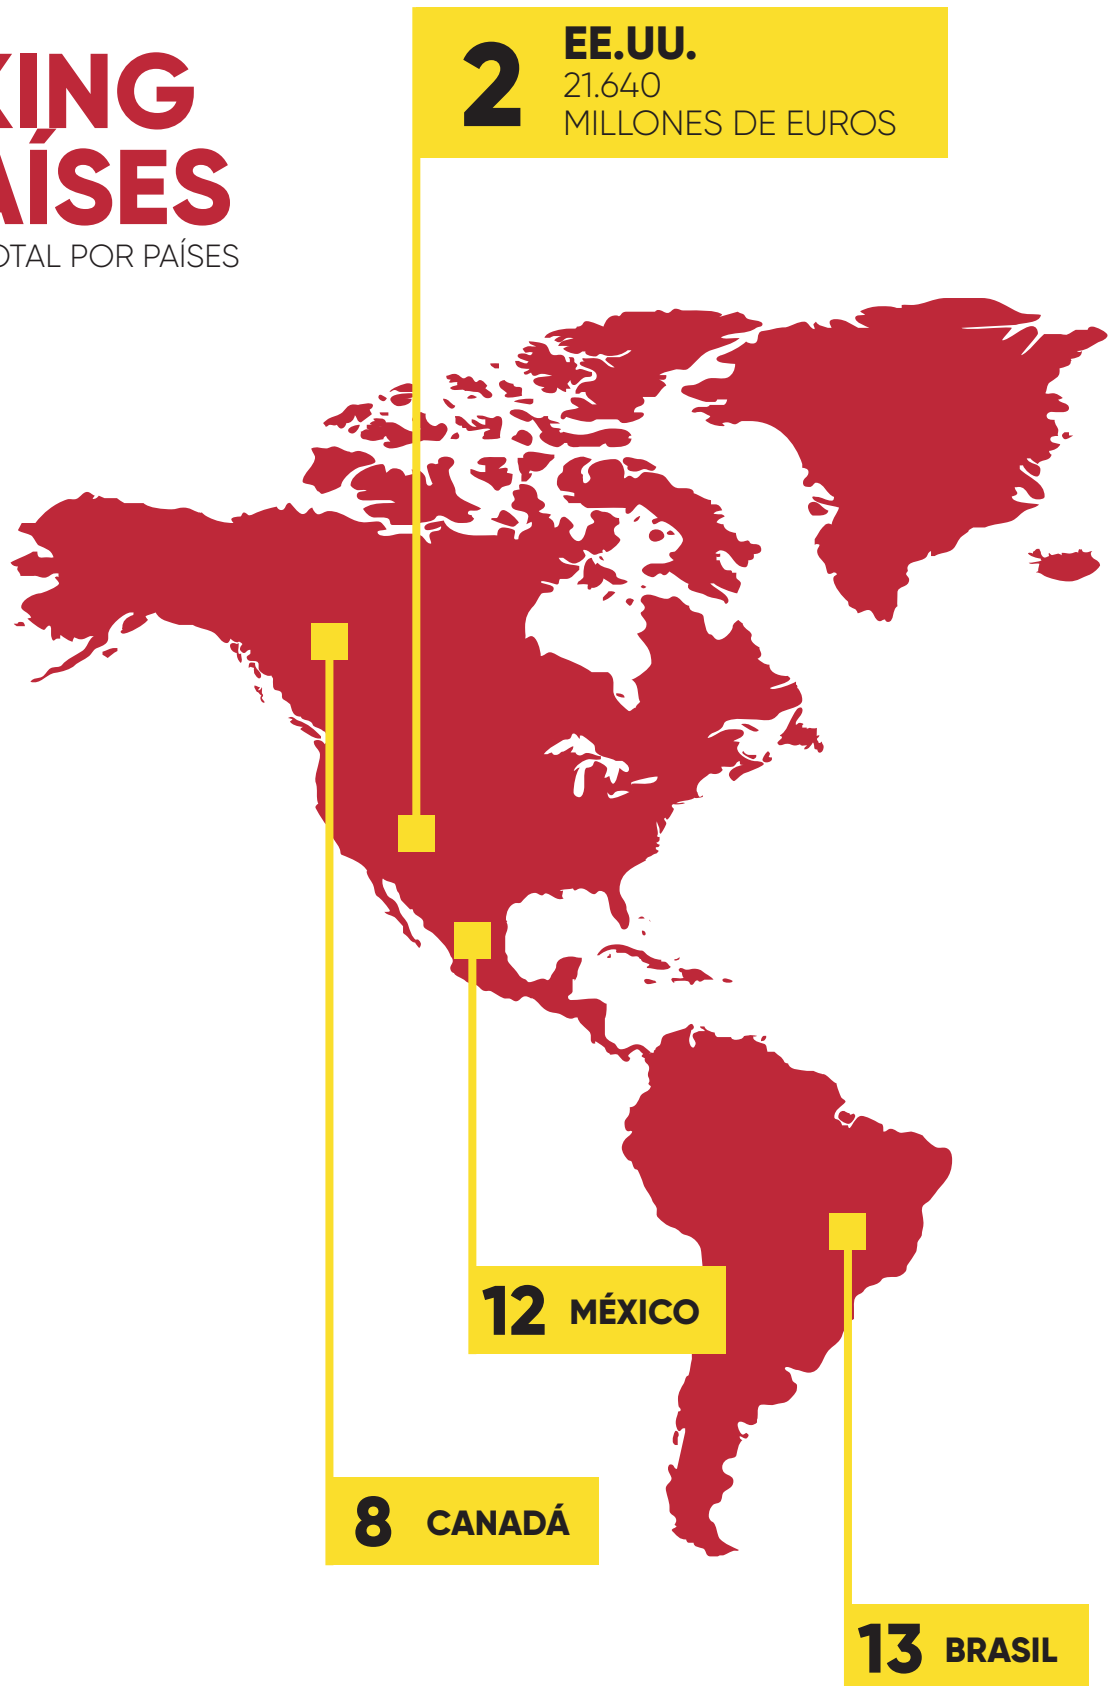 KING
AÍSES
OTAL POR PAÍSES
2
EE.UU.
21.640
MILLONES DE EUROS
12 MÉXICO
8 CANADÁ
13 BRASIL